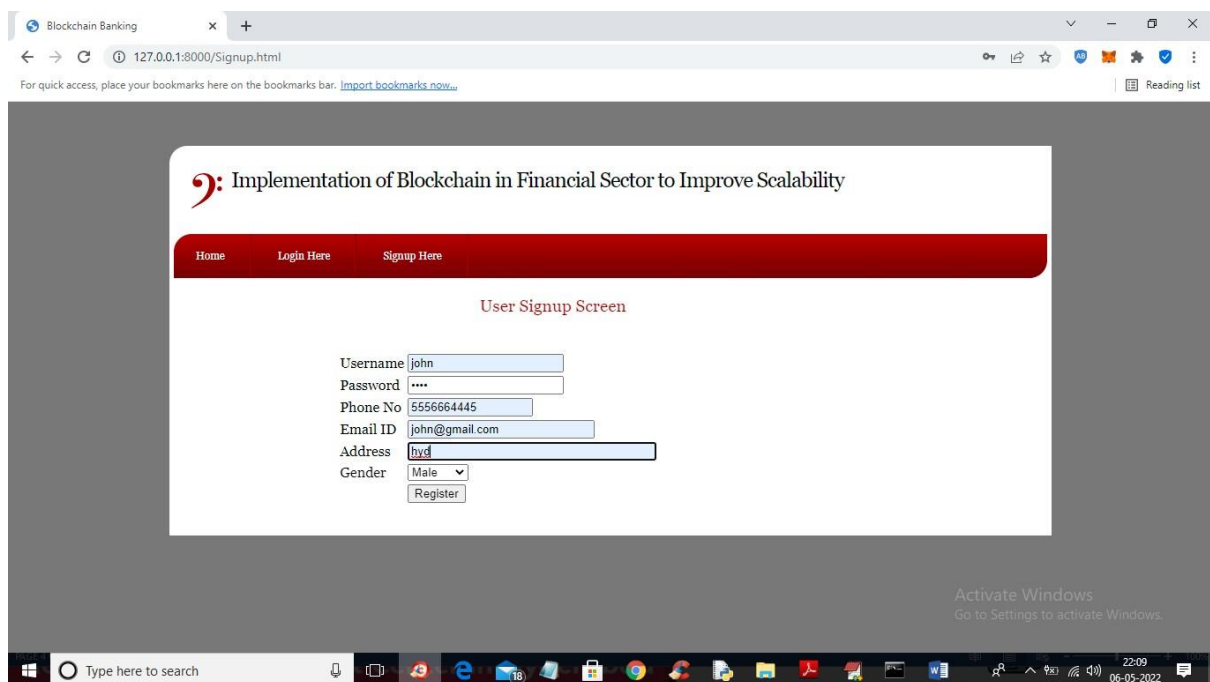 Blockchain Banking
127.0.0.1:8000/Signup.html
For quick access, place your bookmarks here on the bookmarks bar. Import bookmarks now...
Reading list
Implementation of Blockchain in Financial Sector to Improve Scalability
Home Login Here Signup Here
User Signup Screen
Username john
Password ••••
Phone No 5556664445
Email ID john@gmail.com
Address hyd
Gender Male
Register
Activate Windows
Go to Settings to activate Windows.
Type here to search
18
22:09
06-05-2022